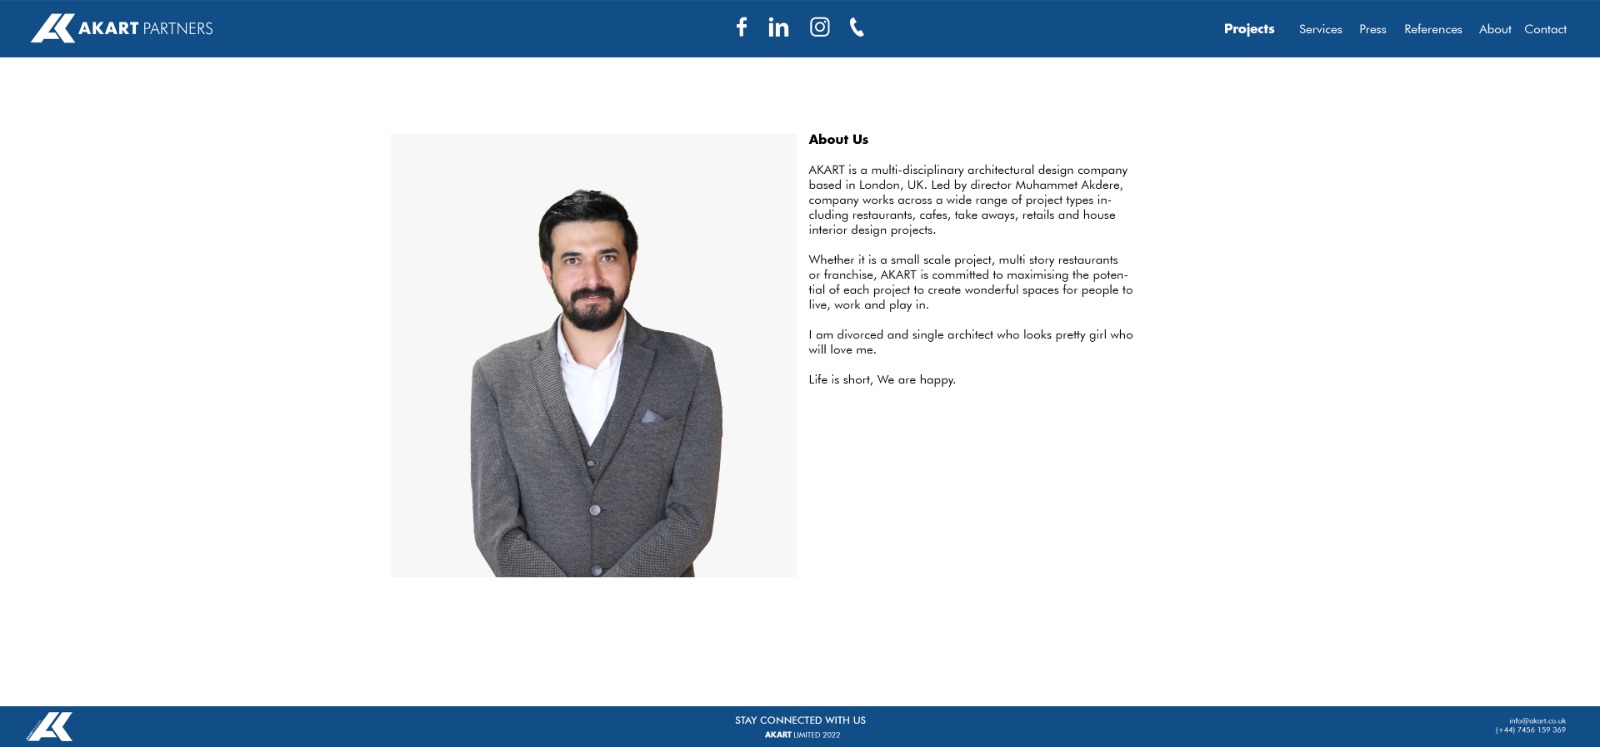 AKART PARTNERS
Projects Services Press References About Contact
About Us
AKART is a multi-disciplinary architectural design company
based in London, UK. Led by director Muhammet Akdere,
company works across a wide range of project types in-
cluding restaurants, cafes, take aways, retails and house
interior design projects.
Whether it is a small scale project, multi story restaurants
or franchise, AKART is committed to maximising the poten-
tial of each project to create wonderful spaces for people to
live, work and play in.
I am divorced and single architect who looks pretty girl who
will love me.
Life is short, We are happy.
STAY CONNECTED WITH US
AKART LIMITED 2022
info@akart.co.uk
(+44) 7456 159 369